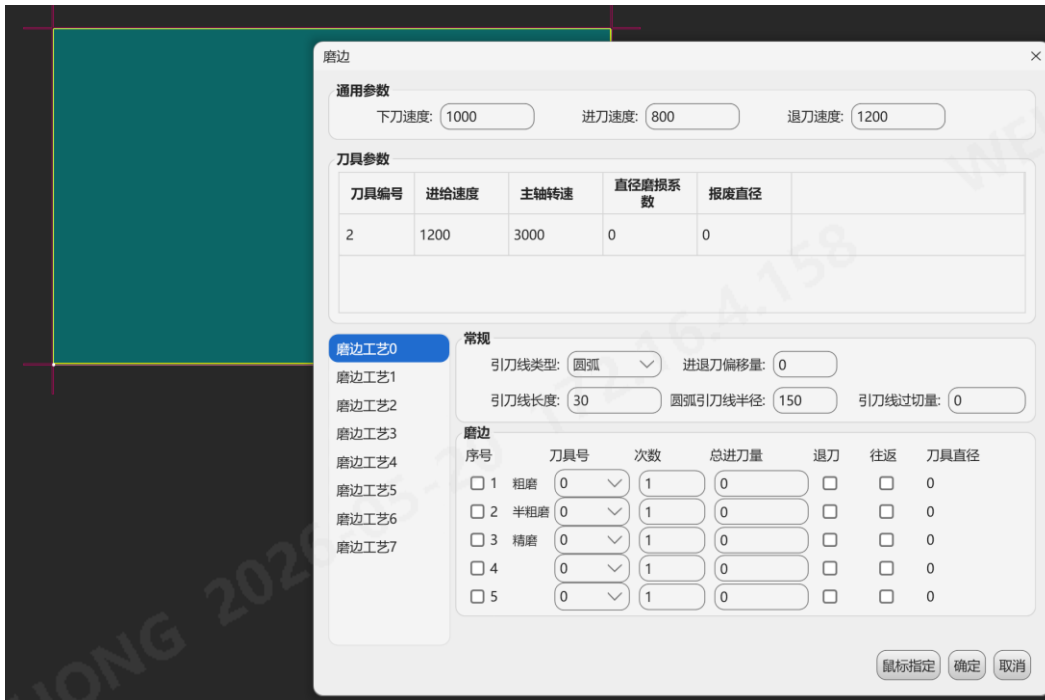 磨边
通用参数
下刀速度: 1000 进刀速度: 800 退刀速度: 1200
刀具参数
刀具编号 进给速度 主轴转速 直径磨损系数 报废直径
2 1200 3000 0 0
磨边工艺0
磨边工艺1
磨边工艺2
磨边工艺3
磨边工艺4
磨边工艺5
磨边工艺6
磨边工艺7
常规
引刀线类型: 圆弧 进退刀偏移量: 0
引刀线长度: 30 圆弧引刀线半径: 150 引刀线过切量: 0
磨边
序号 刀具号 次数 总进刀量 退刀 往返 刀具直径
1 粗磨 0 1 0 0
2 半粗磨 0 1 0 0
3 精磨 0 1 0 0
4 0 1 0 0
5 0 1 0 0
鼠标指定 确定 取消